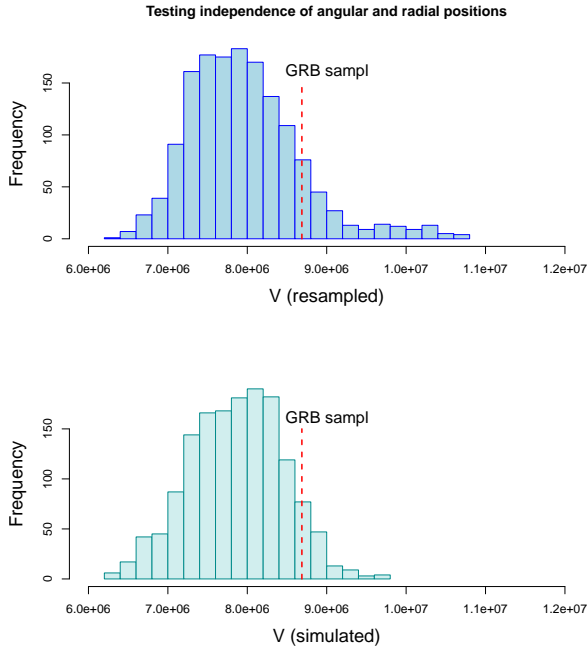 Testing independence of angular and radial positions
GRB sampl
Frequency
0 50 100 150
6.0e+06 7.0e+06 8.0e+06 9.0e+06 1.0e+07 1.1e+07 1.2e+07
V (resampled)
GRB sampl
Frequency
0 50 100 150
6.0e+06 7.0e+06 8.0e+06 9.0e+06 1.0e+07 1.1e+07 1.2e+07
V (simulated)